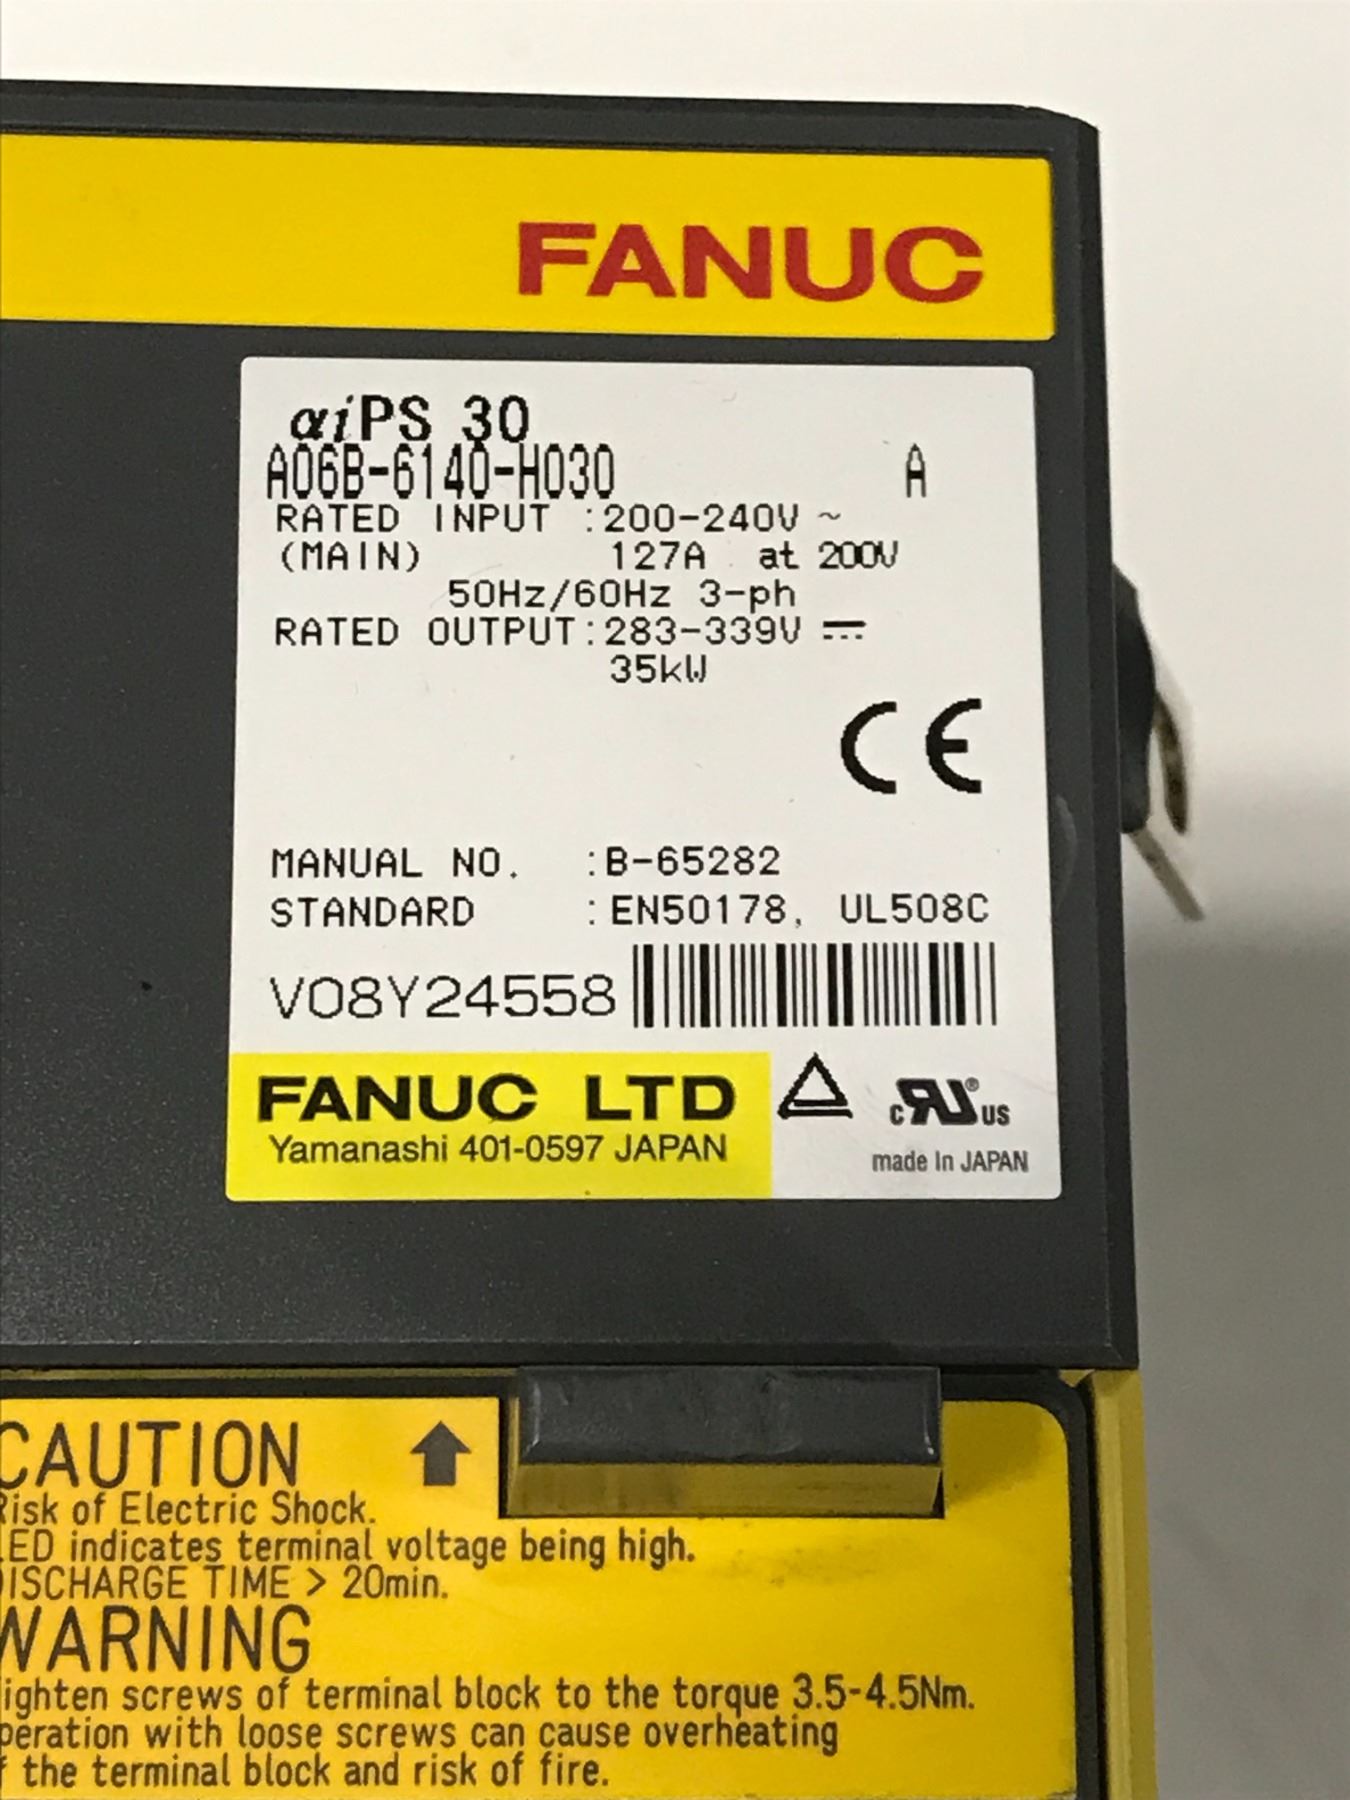 FANUC
αiPS 30
A06B-6140-H030 A
RATED INPUT :200-240V ~
(MAIN) 127A at 200V
50Hz/60Hz 3-ph
RATED OUTPUT:283-339V ⎓
35kW
CE
MANUAL NO. :B-65282
STANDARD :EN50178, UL508C
V08Y24558
FANUC LTD
Yamanashi 401-0597 JAPAN
c RU ® US
made In JAPAN
CAUTION
Risk of Electric Shock.
LED indicates terminal voltage being high.
DISCHARGE TIME > 20min.
WARNING
ighten screws of terminal block to the torque 3.5-4.5Nm.
peration with loose screws can cause overheating
f the terminal block and risk of fire.